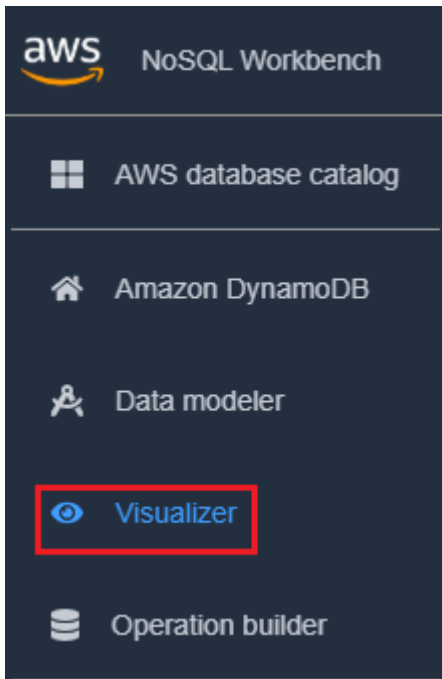 aws NoSQL Workbench
AWS database catalog
Amazon DynamoDB
Data modeler
Visualizer
Operation builder